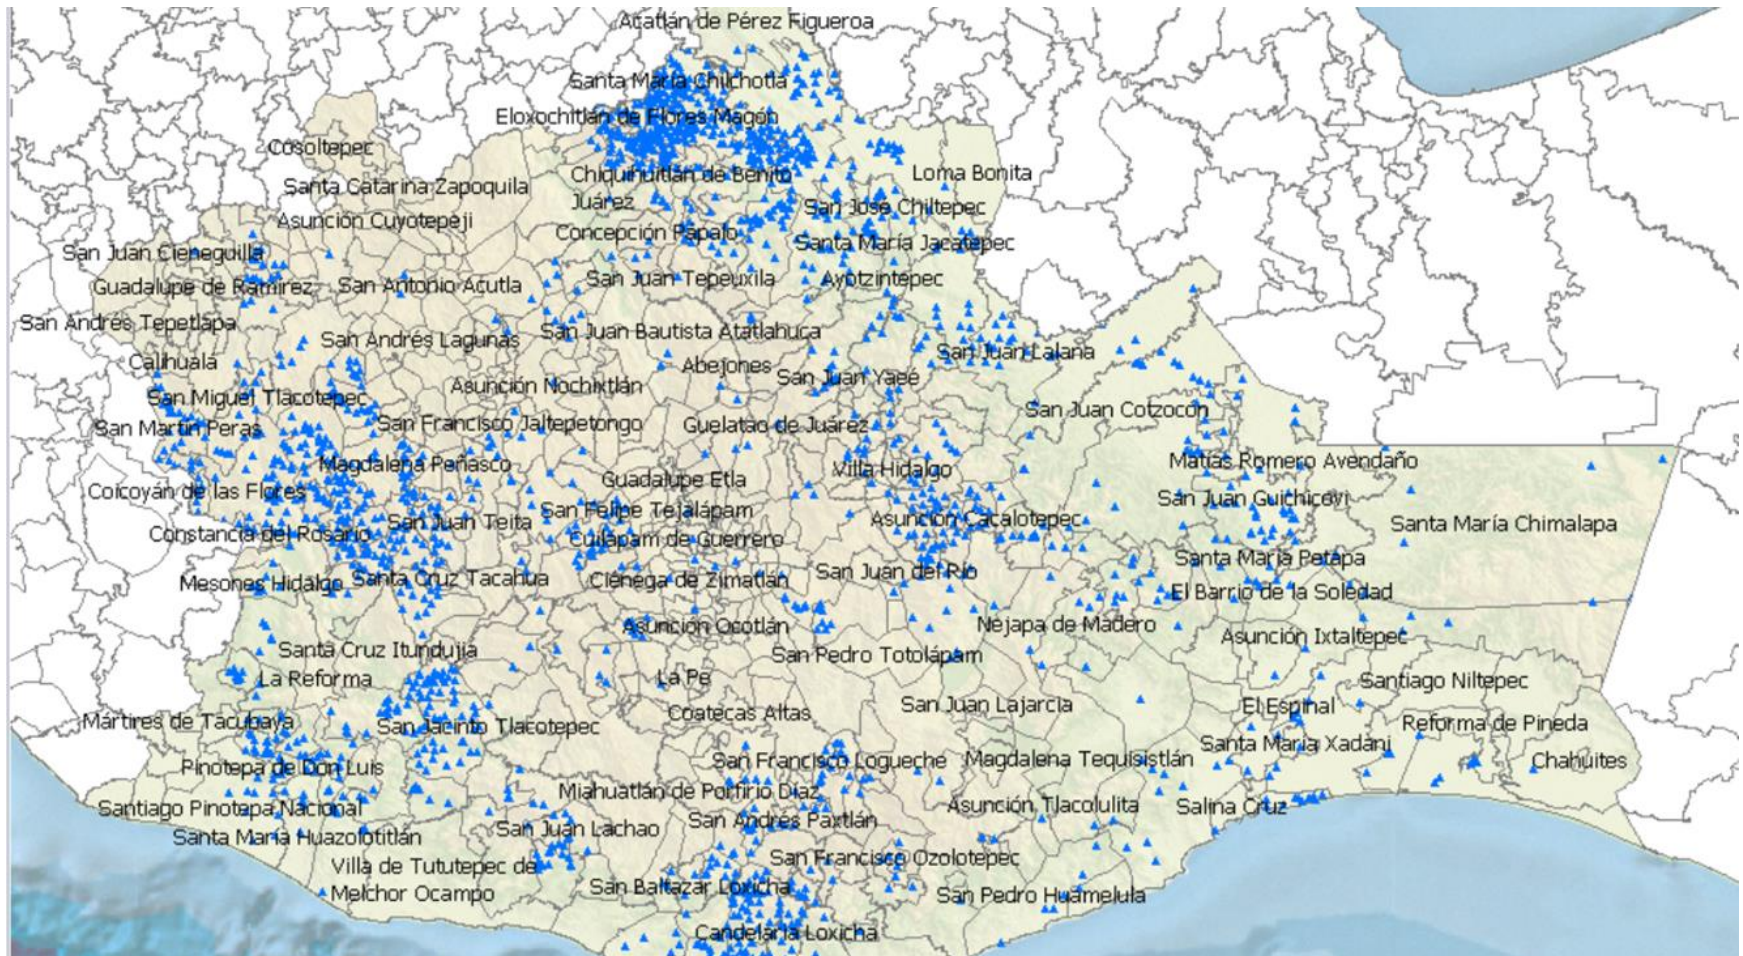 Acatlán de Pérez Figueroa
Santa María Chilchotla
Eloxochitlán de Flores Magón
Cosoltepec
Chiquihuitlán de Benito
Juárez
Loma Bonita
Santa Catarina Zapoquila
San José Chiltepec
Asunción Cuyotepeji
Concepción Pápalo
Santa María Jacatepec
San Juan Cieneguilla
Guadalupe de Ramírez
San Antonio Acutla
San Juan Tepeuxila
Ayotzintepec
San Andrés Tepetlapa
San Andrés Lagunas
San Juan Bautista Atatlahuca
San Juan Lalana
Calihualá
Abejones
San Juan Yaeé
Asunción Nochixtlán
San Miguel Tlacotepec
San Juan Cotzocón
San Martín Peras
San Francisco Jaltepetongo
Guelatao de Juárez
Magdalena Peñasco
Villa Hidalgo
Matías Romero Avendaño
Guadalupe Etla
Coicoyán de las Flores
San Juan Guichicovi
San Felipe Tejalápam
San Juan Teita
Asunción Cacalotepec
Santa María Chimalapa
Constancia del Rosario
Cuilápam de Guerrero
Santa María Petapa
Mesones Hidalgo
Santa Cruz Tacahua
Ciénega de Zimatlán
San Juan del Río
El Barrio de la Soledad
Asunción Ocotlán
Nejapa de Madero
Asunción Ixtaltepec
Santa Cruz Itundujia
San Pedro Totolápam
La Reforma
La Pe
Santiago Niltepec
San Juan Lajarcia
El Espinal
Mártires de Tacubaya
San Jacinto Tlacotepec
Coatecas Altas
Reforma de Pineda
Santa María Xadani
Pinotepa de Don Luis
San Francisco Logueche
Magdalena Tequisistlán
Chahuites
Miahuatlán de Porfirio Díaz
Santiago Pinotepa Nacional
Asunción Tlacolulita
Salina Cruz
San Juan Lachao
San Andrés Paxtlán
Santa María Huazolotitlán
San Francisco Ozolotepec
Villa de Tututepec de
Melchor Ocampo
San Baltazar Loxicha
San Pedro Huamelula
Candelaria Loxicha